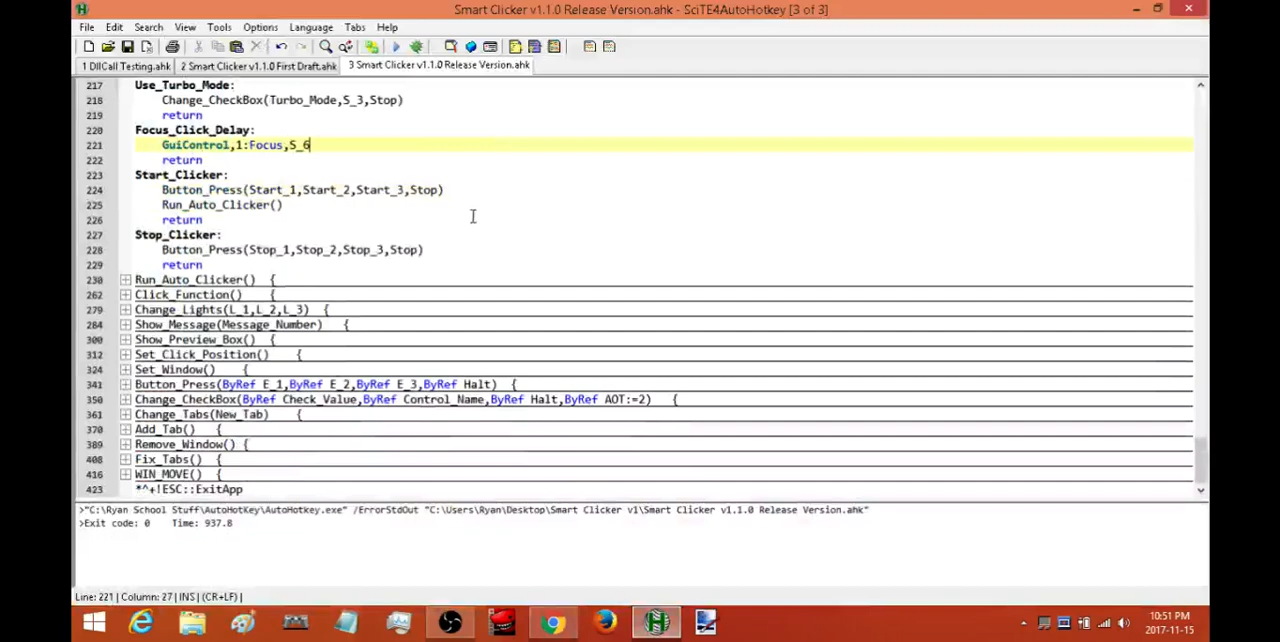 Smart Clicker v1.1.0 Release Version.ahk - SciTE4AutoHotkey [3 of 3]
File Edit Search View Tools Options Language Tabs Help
1 DllCall Testing.ahk 2 Smart Clicker v1.1.0 First Draft.ahk 3 Smart Clicker v1.1.0 Release Version.ahk
217 Use_Turbo_Mode:
218 Change_CheckBox(Turbo_Mode,S_3,Stop)
219 return
220 Focus_Click_Delay:
221 GuiControl,1:Focus,S_6
222 return
223 Start_Clicker:
224 Button_Press(Start_1,Start_2,Start_3,Stop)
225 Run_Auto_Clicker()
226 return
227 Stop_Clicker:
228 Button_Press(Stop_1,Stop_2,Stop_3,Stop)
229 return
230 Run_Auto_Clicker() {
262 Click_Function() {
279 Change_Lights(L_1,L_2,L_3) {
284 Show_Message(Message_Number) {
300 Show_Preview_Box() {
312 Set_Click_Position() {
324 Set_Window() {
341 Button_Press(ByRef E_1,ByRef E_2,ByRef E_3,ByRef Halt) {
350 Change_CheckBox(ByRef Check_Value,ByRef Control_Name,ByRef Halt,ByRef AOT:=2) {
361 Change_Tabs(New_Tab) {
370 Add_Tab() {
389 Remove_Window() {
408 Fix_Tabs() {
416 WIN_MOVE() {
423 *^+!ESC::ExitApp
>"C:\Ryan School Stuff\AutoHotKey\AutoHotkey.exe" /ErrorStdOut "C:\Users\Ryan\Desktop\Smart Clicker v1\Smart Clicker v1.1.0 Release Version.ahk"
>Exit code: 0 Time: 937.8
Line: 221 | Column: 27 | INS | (CR+LF) |
10:51 PM
2017-11-15